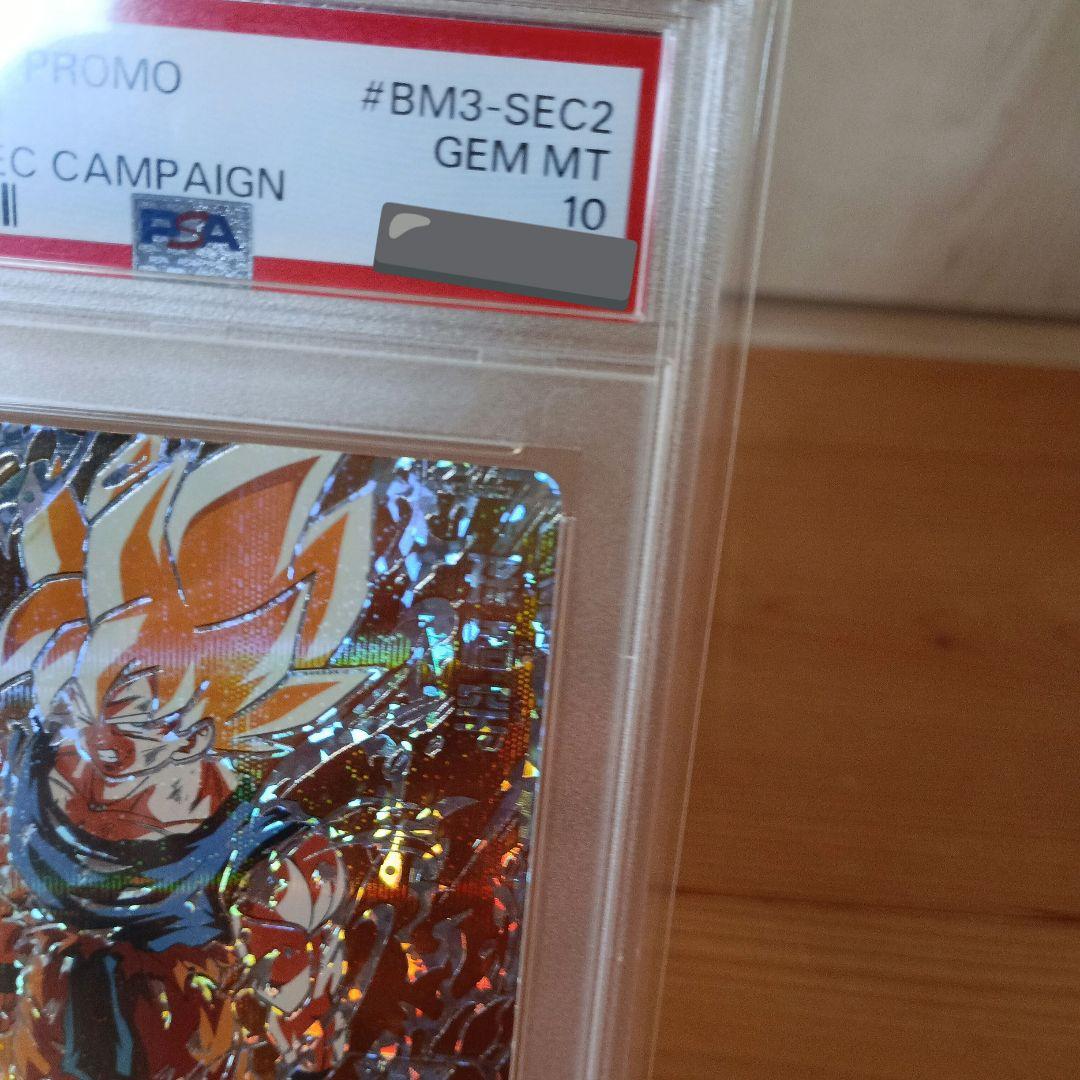 PROMO
#BM3-SEC2
GEM MT
EC CAMPAIGN
10
PSA